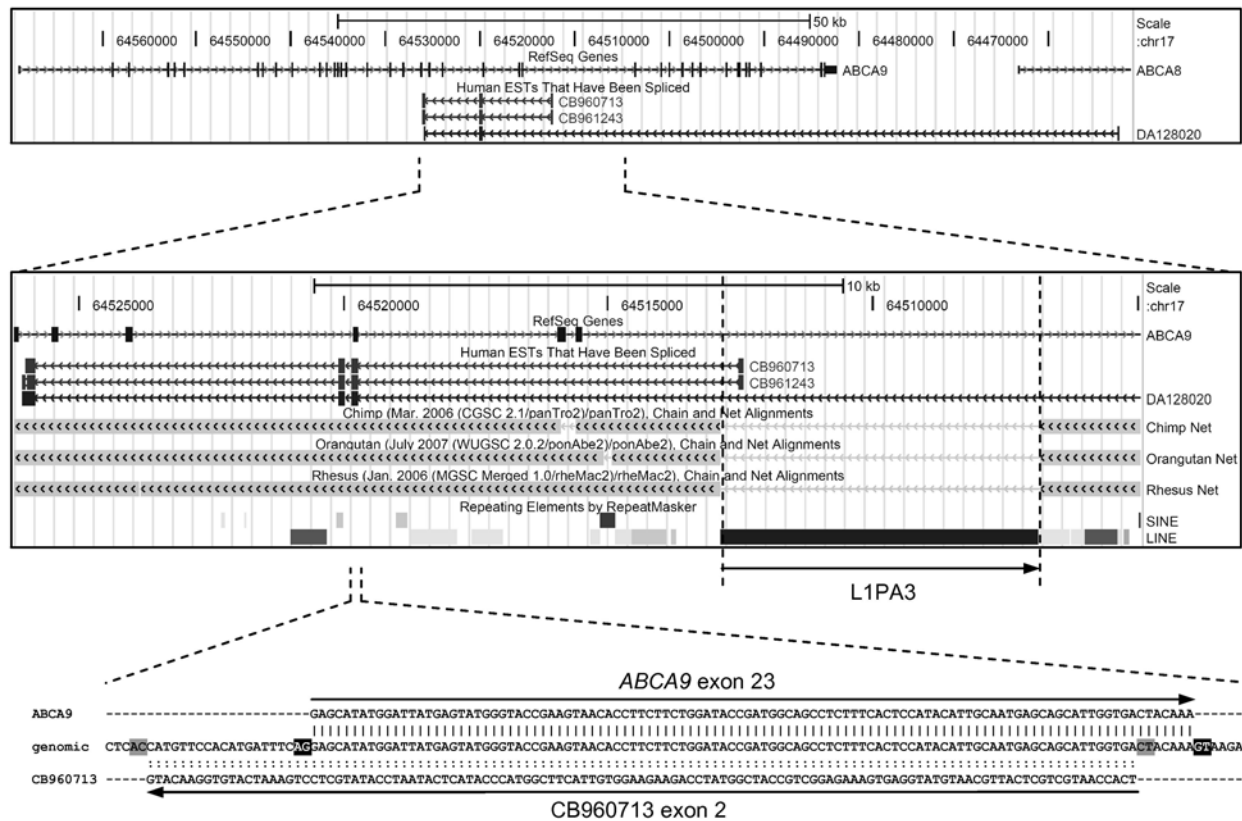 50 kb
Scale
64560000 64550000 64540000 64530000 64520000 64510000 64500000 64490000 64480000 64470000 :chr17
RefSeq Genes
ABCA9 ABCA8
Human ESTs That Have Been Spliced
CB960713
CB961243
DA128020
10 kb
Scale
64525000 64520000 64515000 64510000 :chr17
RefSeq Genes
ABCA9
Human ESTs That Have Been Spliced
CB960713
CB961243
DA128020
Chimp (Mar. 2006 (CGSC 2.1/panTro2)/panTro2), Chain and Net Alignments
Chimp Net
Orangutan (July 2007 (WUGSC 2.0.2/ponAbe2)/ponAbe2), Chain and Net Alignments
Orangutan Net
Rhesus (Jan. 2006 (MGSC Merged 1.0/rheMac2)/rheMac2), Chain and Net Alignments
Rhesus Net
Repeating Elements by RepeatMasker
SINE
LINE
L1PA3
ABCA9 exon 23
ABCA9 GAGCATATGGATTATGAGTATGGGTACCGAAGTAACACCTTCTTCTGGATACCGATGGCAGCCTCTTTCACTCCATACATTGCAATGAGCAGCATTGGTGACTACAAA
genomic CTCACCATGTTCCACATGATTTCAGGAGCATATGGATTATGAGTATGGGTACCGAAGTAACACCTTCTTCTGGATACCGATGGCAGCCTCTTTCACTCCATACATTGCAATGAGCAGCATTGGTGACTACAAAGTAAGA
CB960713 GTACAAGGTGTACTAAAGTCCTCGTATACCTAATACTCATACCCATGGCTTCATTGTGGAAGAAGACCTATGGCTACCGTCGGAGAAAGTGAGGTATGTAACGTTACTCGTCGTAACCACT
CB960713 exon 2